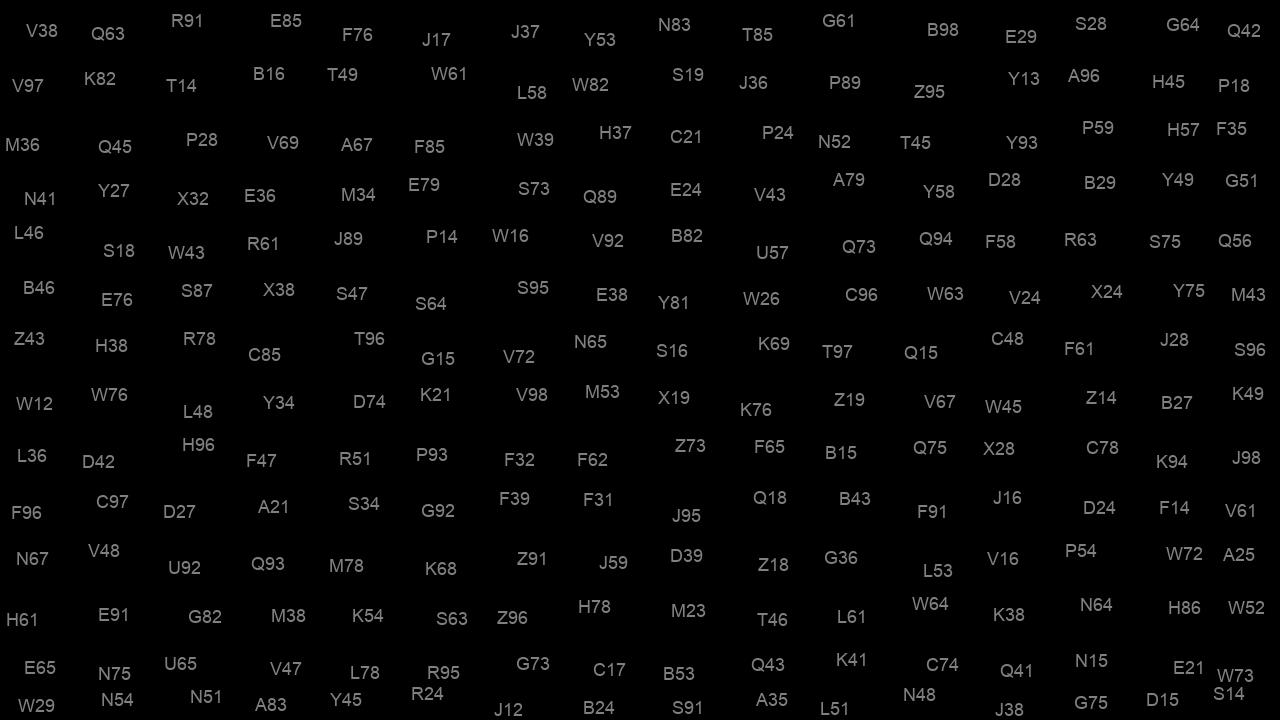 V38 Q63 R91 E85 F76 J17 J37 Y53 N83 T85 G61 B98 E29 S28 G64 Q42
V97 K82 T14 B16 T49 W61 L58 W82 S19 J36 P89 Z95 Y13 A96 H45 P18
M36 Q45 P28 V69 A67 F85 W39 H37 C21 P24 N52 T45 Y93 P59 H57 F35
N41 Y27 X32 E36 M34 E79 S73 Q89 E24 V43 A79 Y58 D28 B29 Y49 G51
L46 S18 W43 R61 J89 P14 W16 V92 B82 U57 Q73 Q94 F58 R63 S75 Q56
B46 E76 S87 X38 S47 S64 S95 E38 Y81 W26 C96 W63 V24 X24 Y75 M43
Z43 H38 R78 C85 T96 G15 V72 N65 S16 K69 T97 Q15 C48 F61 J28 S96
W12 W76 L48 Y34 D74 K21 V98 M53 X19 K76 Z19 V67 W45 Z14 B27 K49
L36 D42 H96 F47 R51 P93 F32 F62 Z73 F65 B15 Q75 X28 C78 K94 J98
F96 C97 D27 A21 S34 G92 F39 F31 J95 Q18 B43 F91 J16 D24 F14 V61
N67 V48 U92 Q93 M78 K68 Z91 J59 D39 Z18 G36 L53 V16 P54 W72 A25
H61 E91 G82 M38 K54 S63 Z96 H78 M23 T46 L61 W64 K38 N64 H86 W52
E65 N75 U65 V47 L78 R95 G73 C17 B53 Q43 K41 C74 Q41 N15 E21 W73
W29 N54 N51 A83 Y45 R24 J12 B24 S91 A35 L51 N48 J38 G75 D15 S14